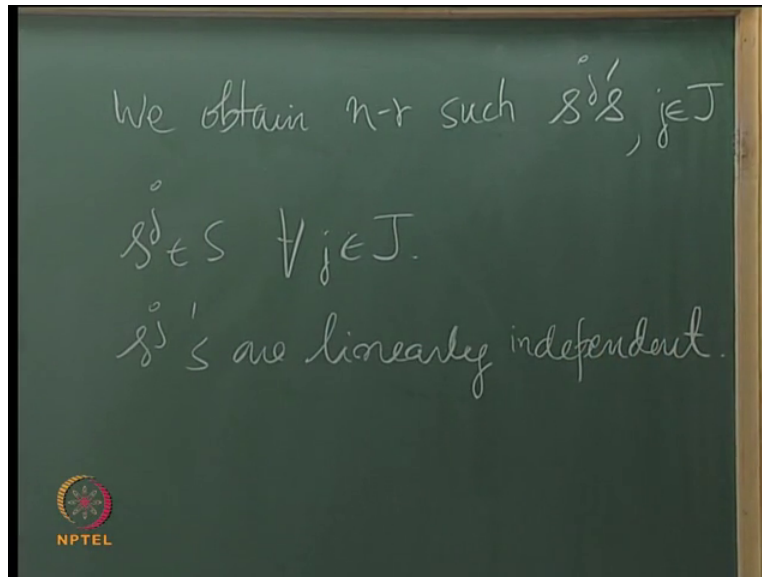 We obtain n-r such s^j's, j∈J
s^j ∈ S ∀ j∈J.
s^j's are linearly independent.
NPTEL